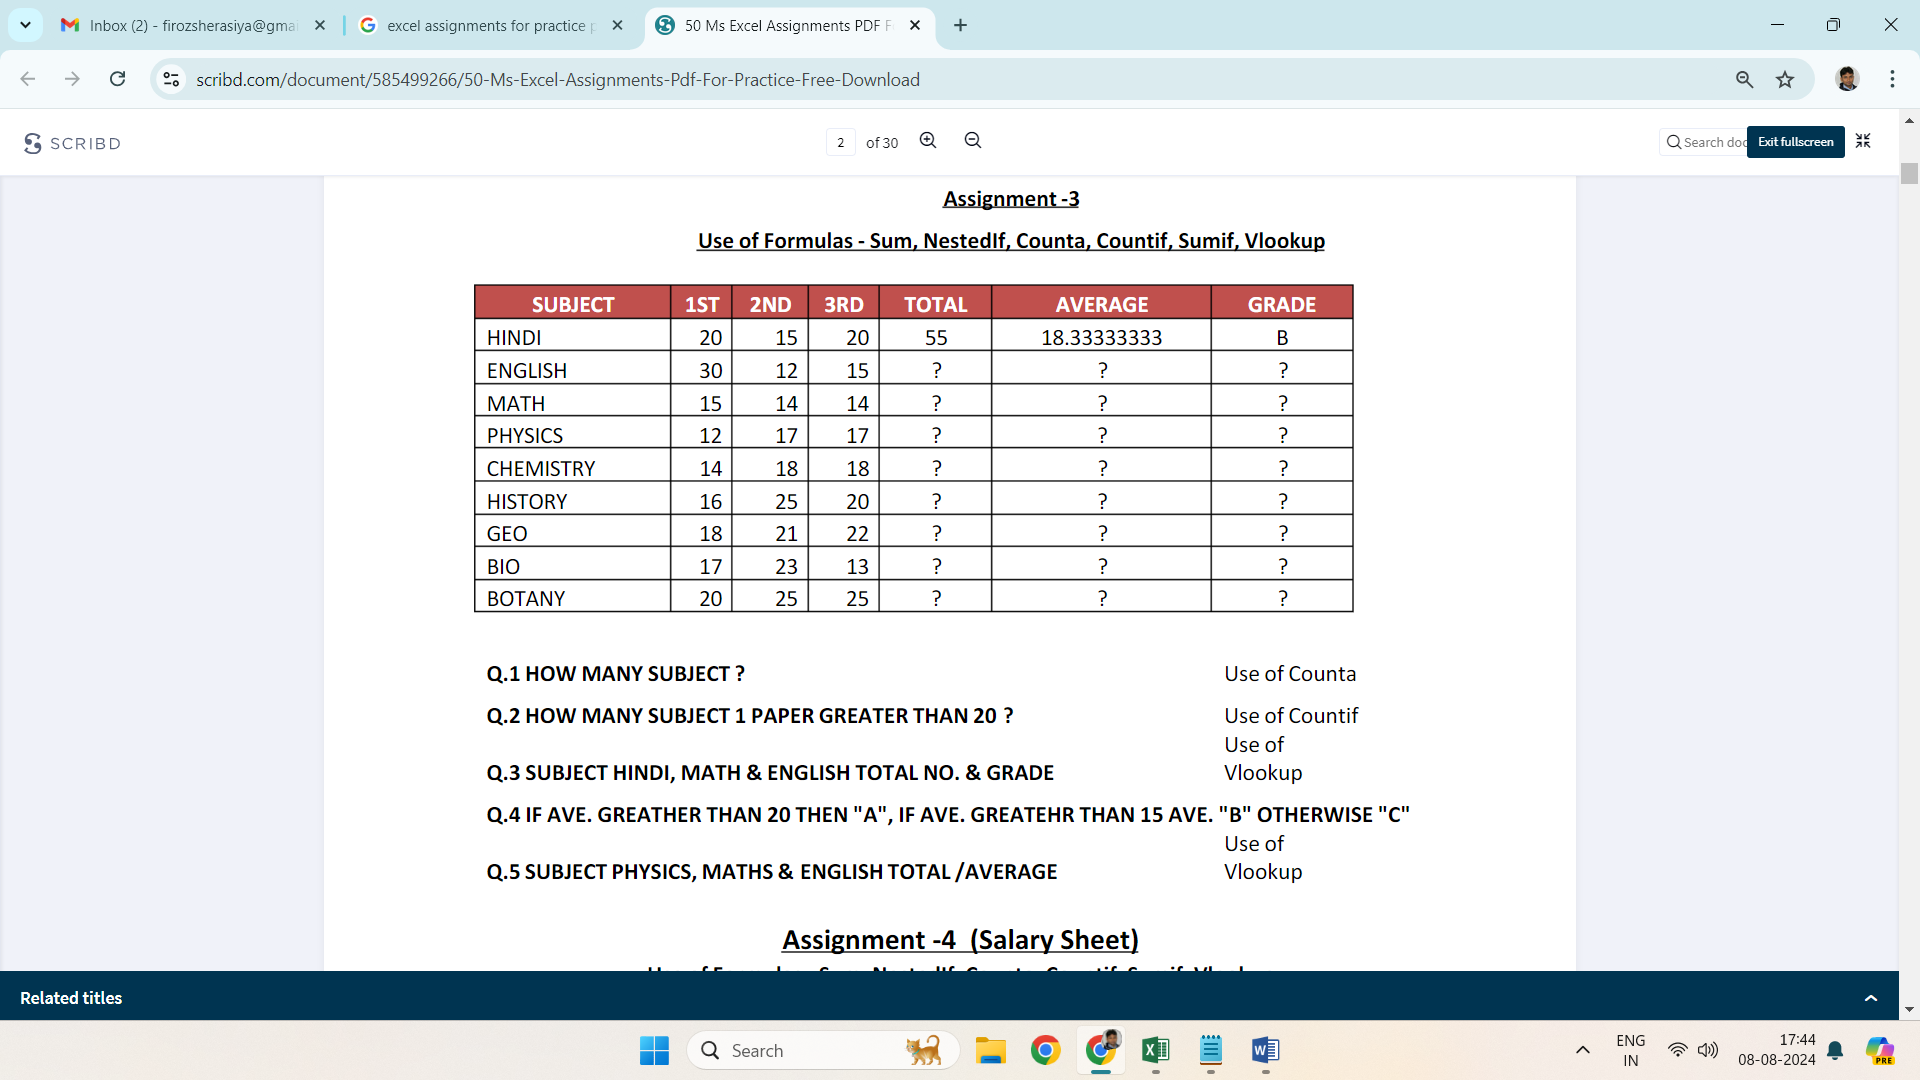 Inbox (2) - firozsherasiya@gma
excel assignments for practice p
50 Ms Excel Assignments PDF F
scribd.com/document/585499266/50-Ms-Excel-Assignments-Pdf-For-Practice-Free-Download
SCRIBD
2 of 30
Search doc
Exit fullscreen
Assignment -3
Use of Formulas - Sum, NestedIf, Counta, Countif, Sumif, Vlookup
SUBJECT 1ST 2ND 3RD TOTAL AVERAGE GRADE
HINDI 20 15 20 55 18.33333333 B
ENGLISH 30 12 15 ? ? ?
MATH 15 14 14 ? ? ?
PHYSICS 12 17 17 ? ? ?
CHEMISTRY 14 18 18 ? ? ?
HISTORY 16 25 20 ? ? ?
GEO 18 21 22 ? ? ?
BIO 17 23 13 ? ? ?
BOTANY 20 25 25 ? ? ?
Q.1 HOW MANY SUBJECT ? Use of Counta
Q.2 HOW MANY SUBJECT 1 PAPER GREATER THAN 20 ? Use of Countif
Use of
Q.3 SUBJECT HINDI, MATH & ENGLISH TOTAL NO. & GRADE Vlookup
Q.4 IF AVE. GREATHER THAN 20 THEN "A", IF AVE. GREATEHR THAN 15 AVE. "B" OTHERWISE "C"
Use of
Q.5 SUBJECT PHYSICS, MATHS & ENGLISH TOTAL /AVERAGE Vlookup
Assignment -4 (Salary Sheet)
Related titles
Search
ENG
IN
17:44
08-08-2024
PRE